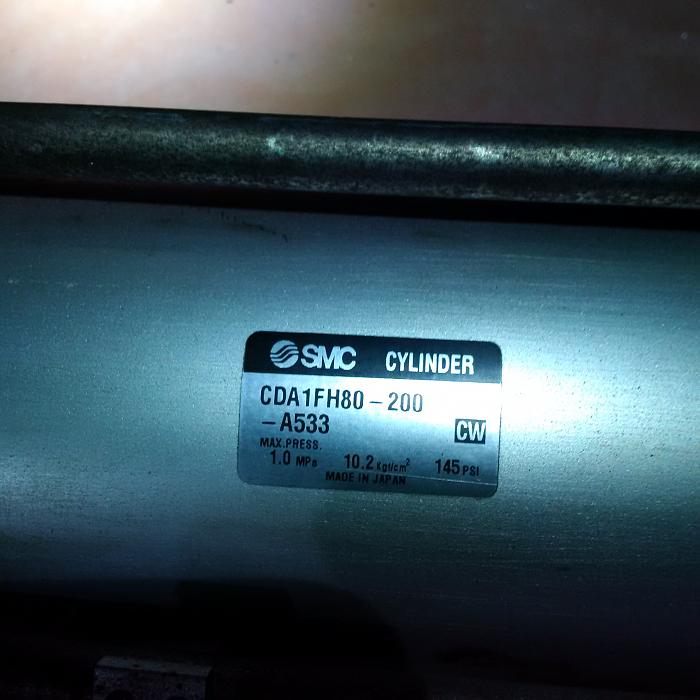 SMC CYLINDER
CDA1FH80-200
-A533 CW
MAX.PRESS.
1.0 MPa 10.2 Kgf/cm² 145 PSI
MADE IN JAPAN